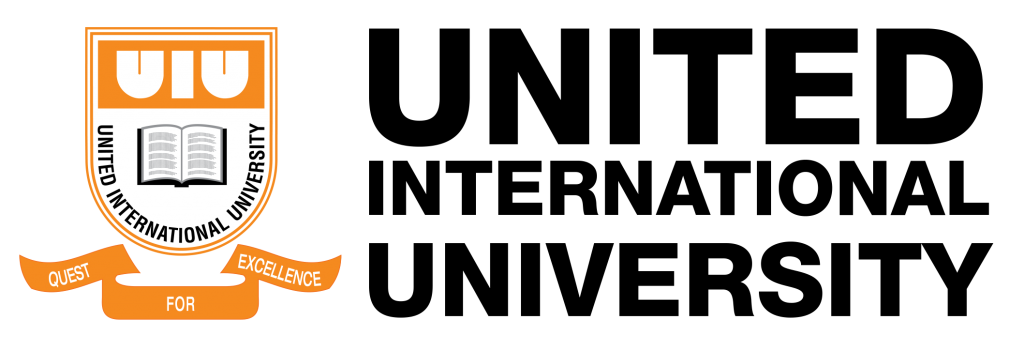 UIU
UNITED INTERNATIONAL UNIVERSITY
QUEST FOR EXCELLENCE
UNITED
INTERNATIONAL
UNIVERSITY